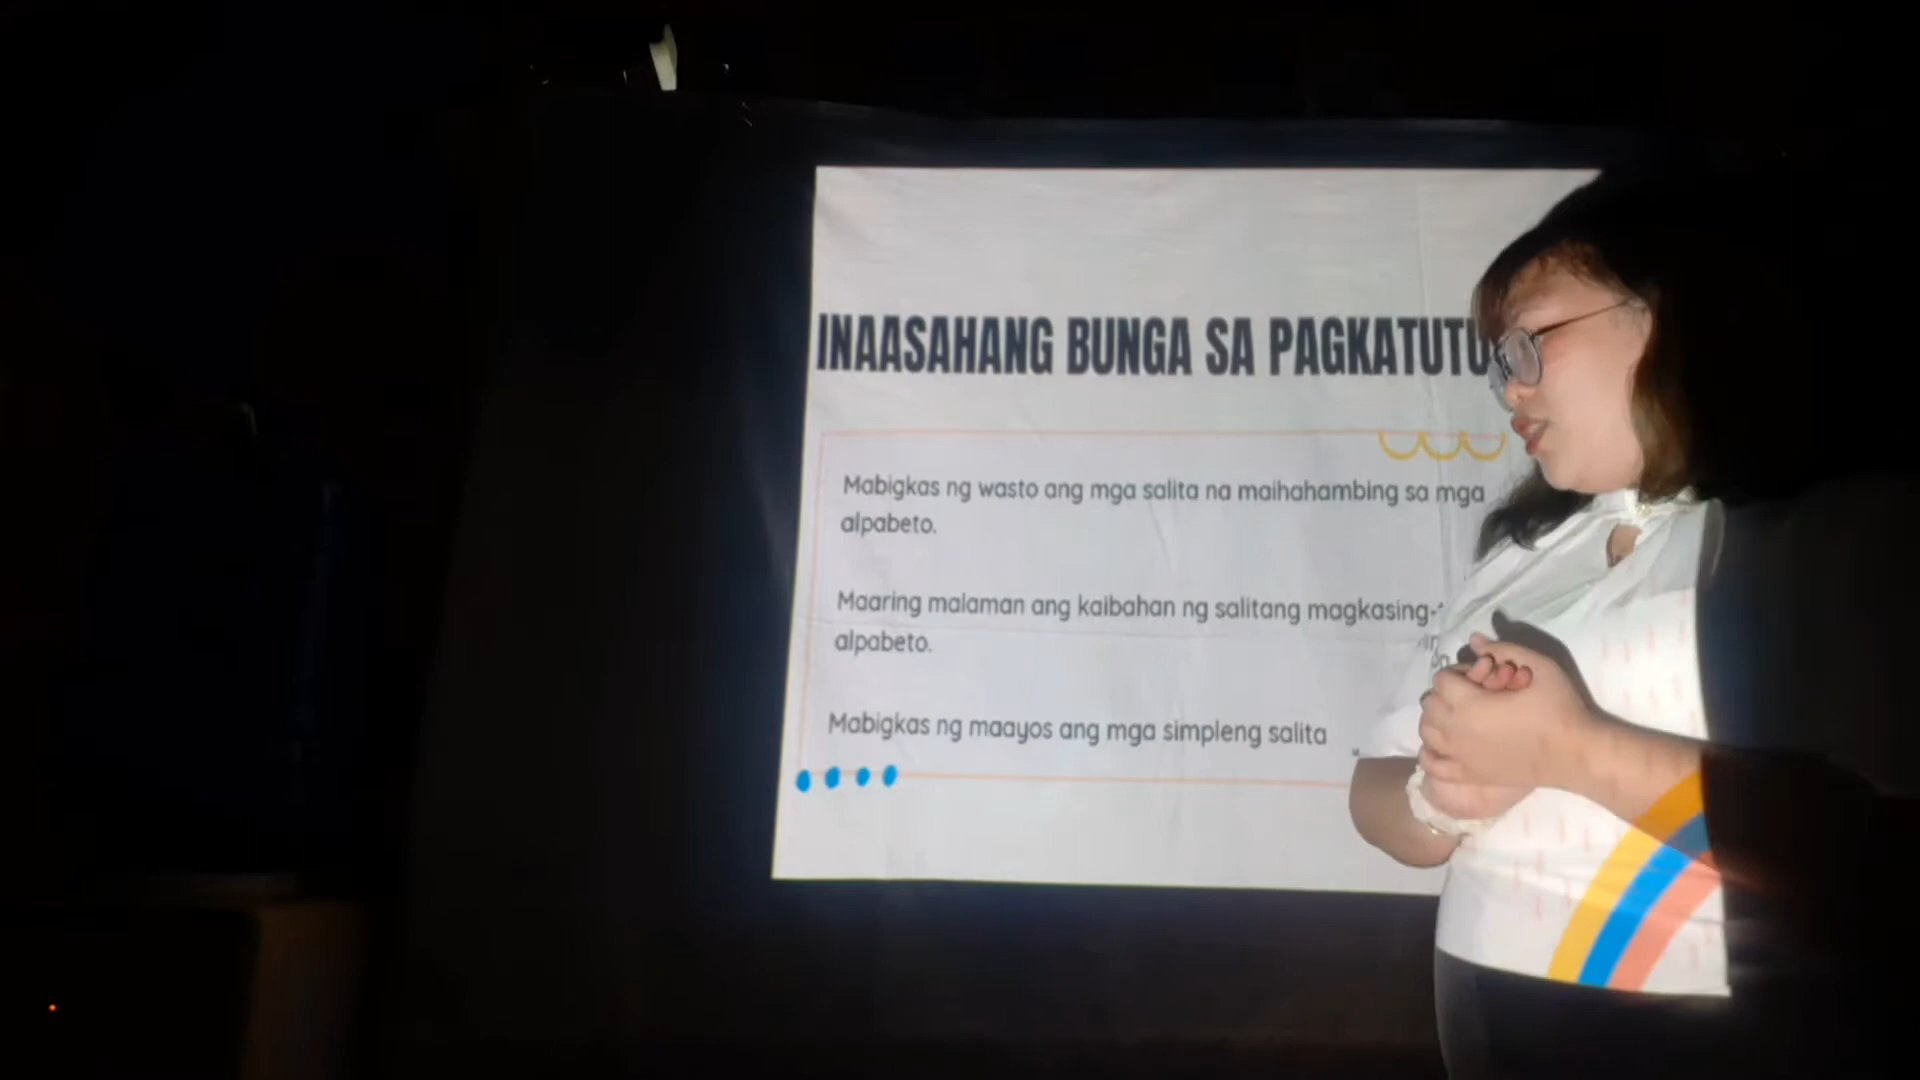 INAASAHANG BUNGA SA PAGKATUTU
Mabigkas ng wasto ang mga salita na maihahambing sa mga
alpabeto.
Maaring malaman ang kaibahan ng salitang magkasing-
alpabeto.
Mabigkas ng maayos ang mga simpleng salita